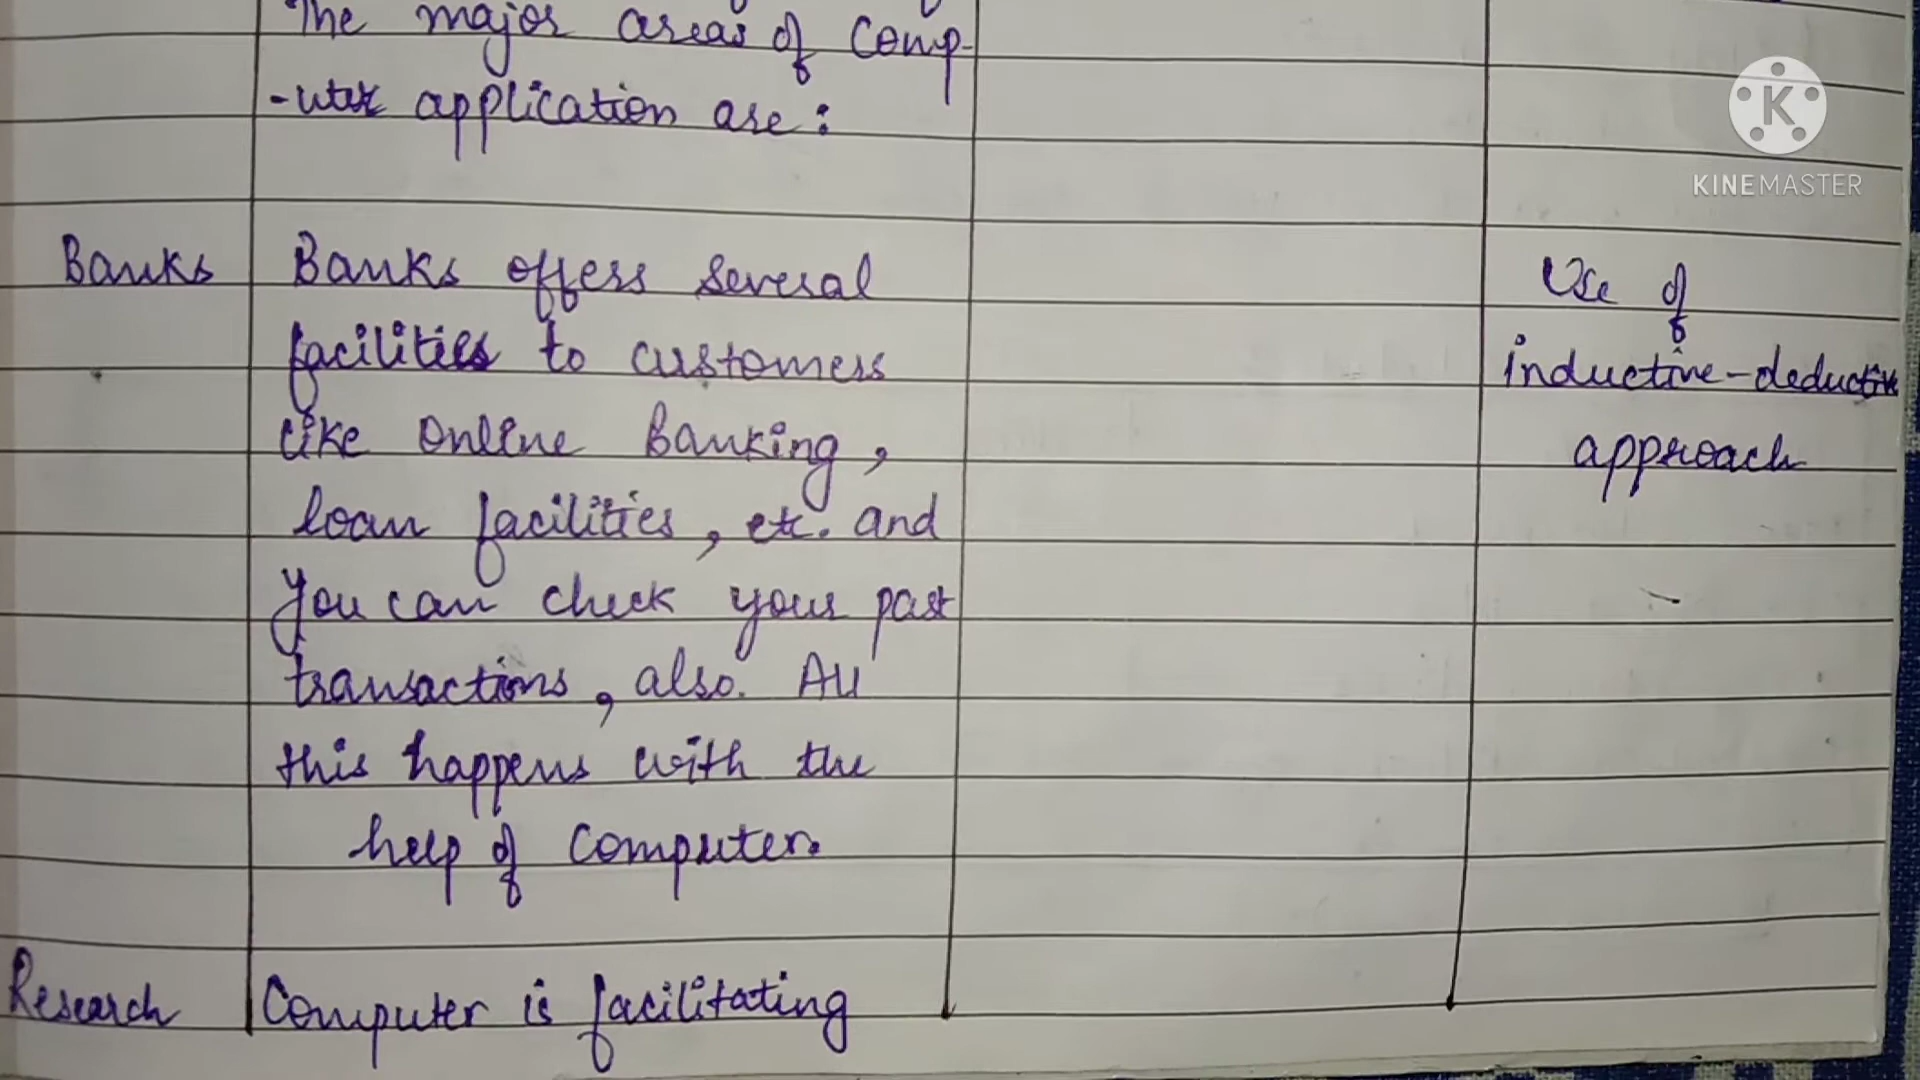 The major areas of Comp-
-uter application are:
KINEMASTER
Banks
Banks offers several
facilities to customers
like Online Banking,
loan facilities, etc. and
you can check your past
transactions, also. All
this happens with the
help of Computer.
Use of
inductive-deductive
approach
Research
Computer is facilitating